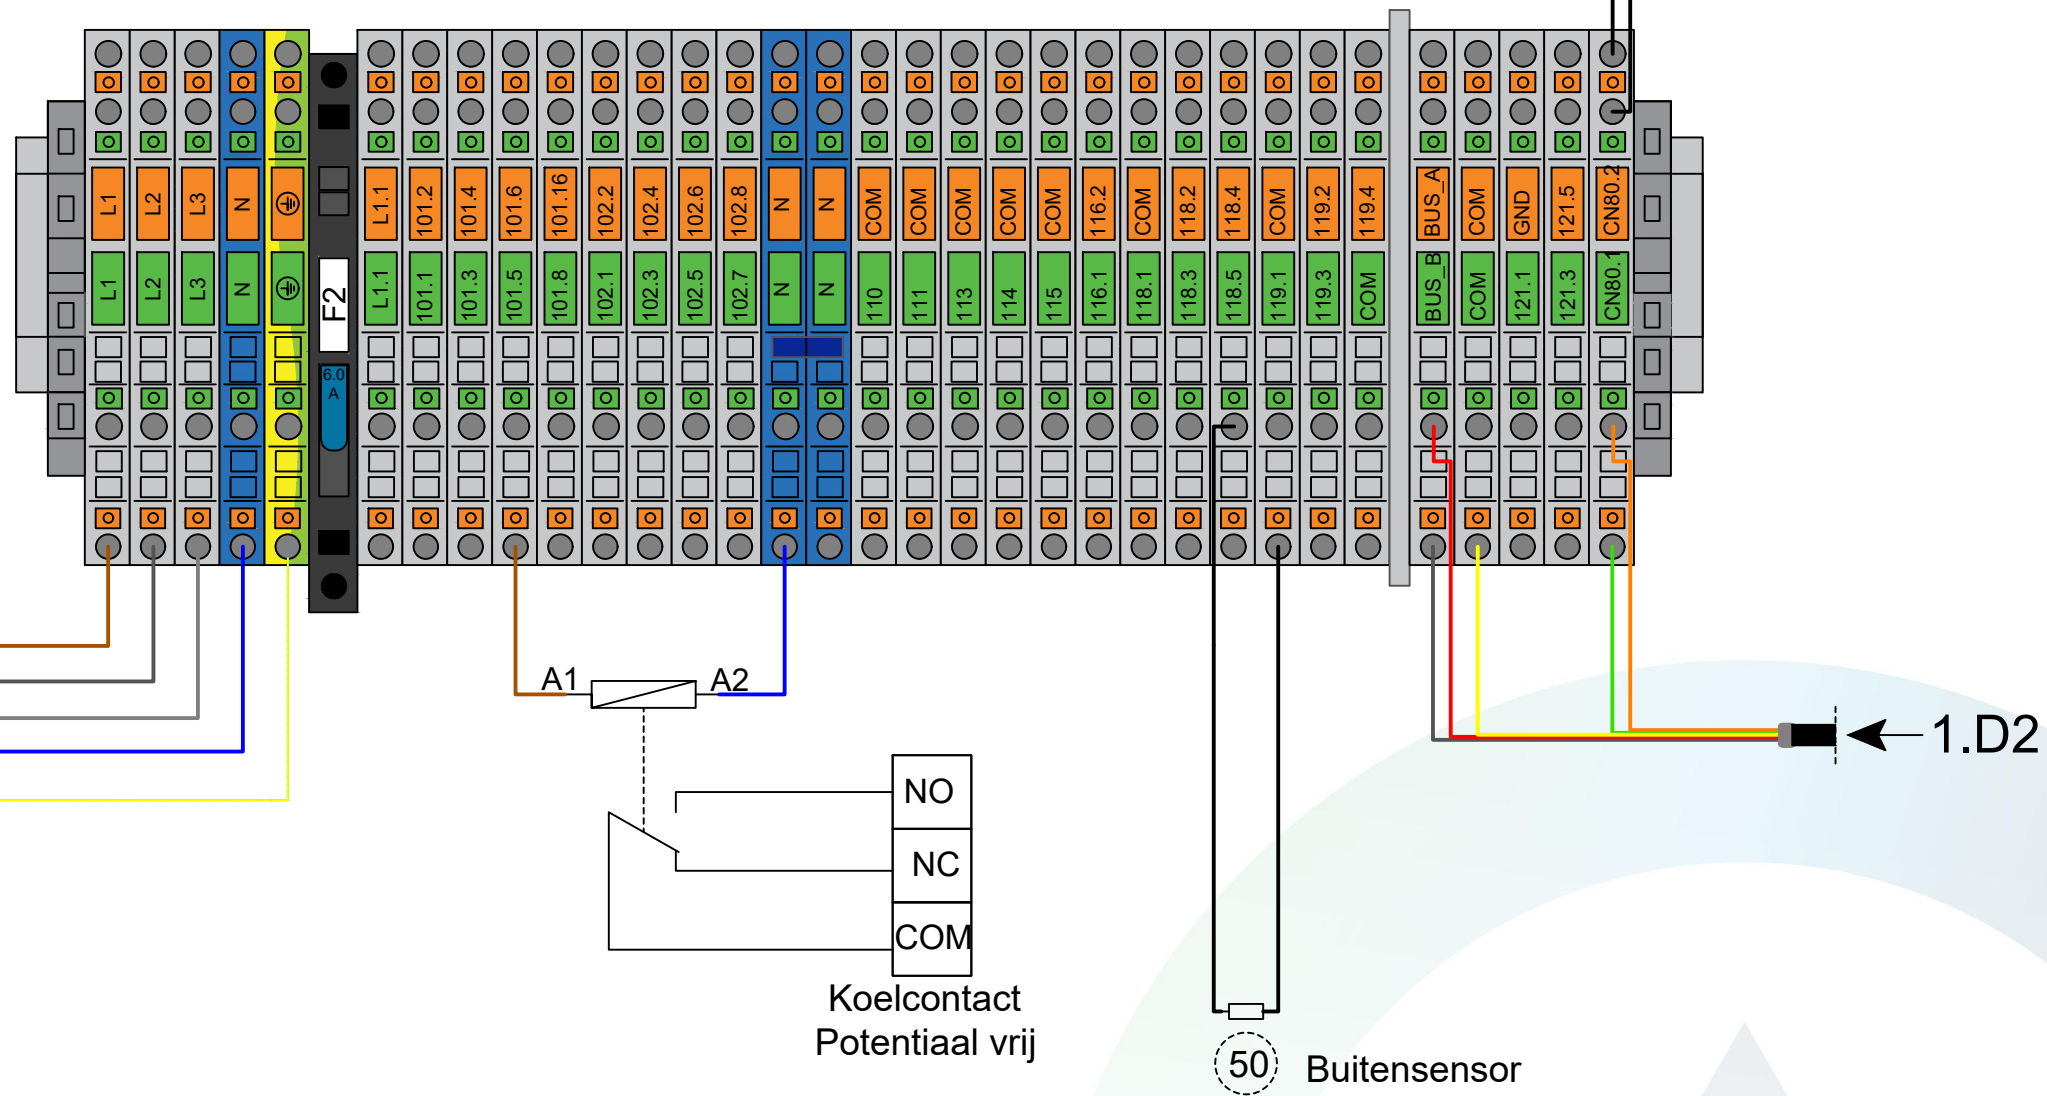 L1 L2 L3 N L1.1 101.2 101.4 101.6 101.16 102.2 102.4 102.6 102.8 N N COM COM COM COM COM 116.2 COM 118.2 118.4 COM 119.2 119.4 BUS_A COM GND 121.5 CN80.2
L1 L2 L3 N F2 L1.1 101.1 101.3 101.5 101.8 102.1 102.3 102.5 102.7 N N 110 111 113 114 115 116.1 118.1 118.3 118.5 119.1 119.3 COM BUS_B COM 121.1 121.3 CN80.1
6.0
A
A1 A2
1.D2
NO
NC
COM
Koelcontact
Potentiaal vrij
50 Buitensensor